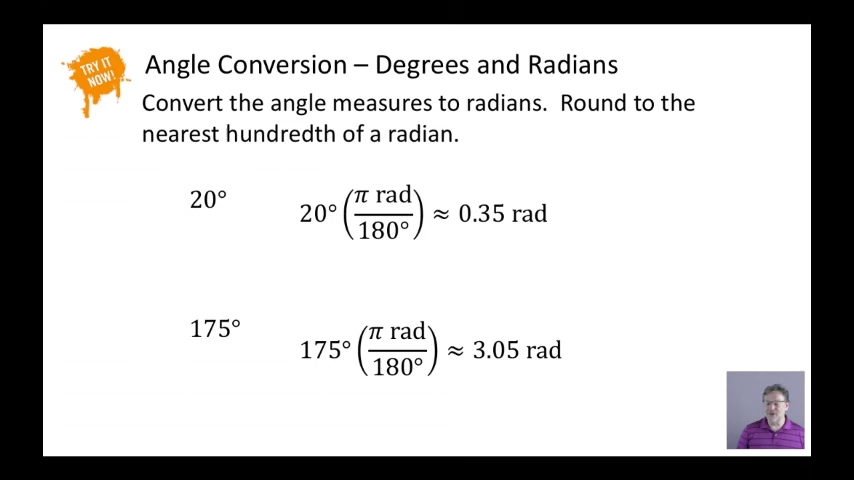 TRY IT
NOW!
Angle Conversion – Degrees and Radians
Convert the angle measures to radians.  Round to the
nearest hundredth of a radian.
20°
20° (π rad / 180°) ≈ 0.35 rad
175°
175° (π rad / 180°) ≈ 3.05 rad